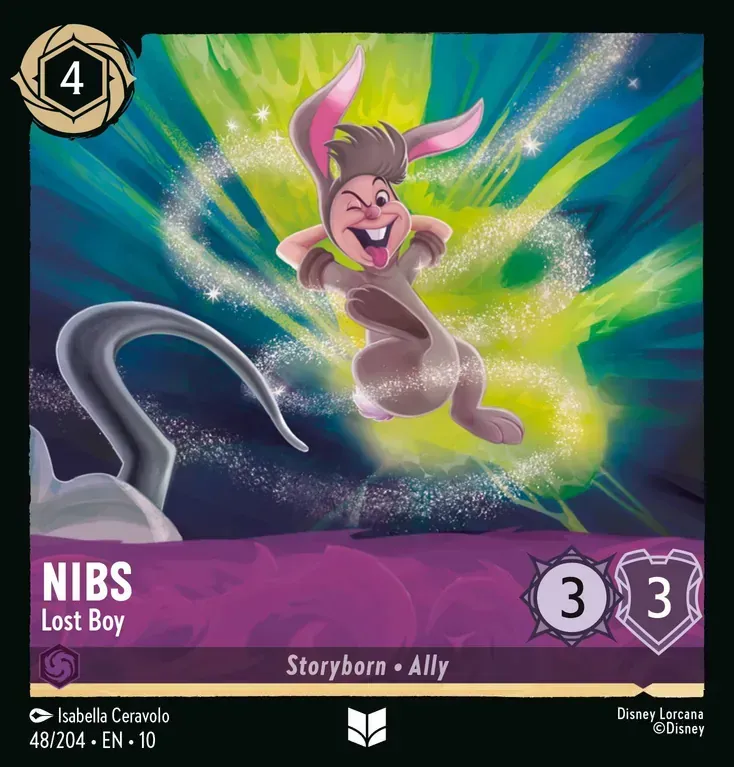 4
NIBS
Lost Boy
3
3
Storyborn • Ally
Isabella Ceravolo
48/204 • EN • 10
Disney Lorcana
©Disney